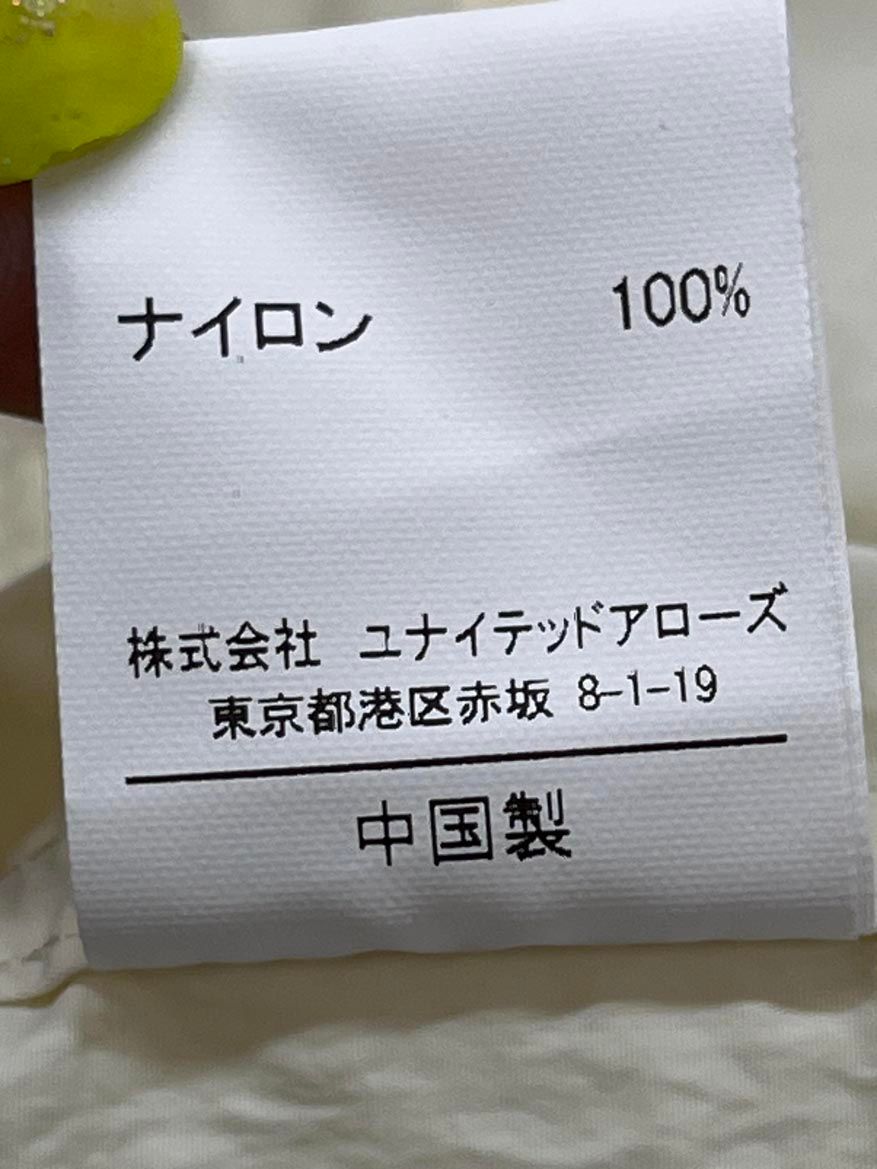 ナイロン 100%
株式会社 ユナイテッドアローズ
東京都港区赤坂 8-1-19
中国製